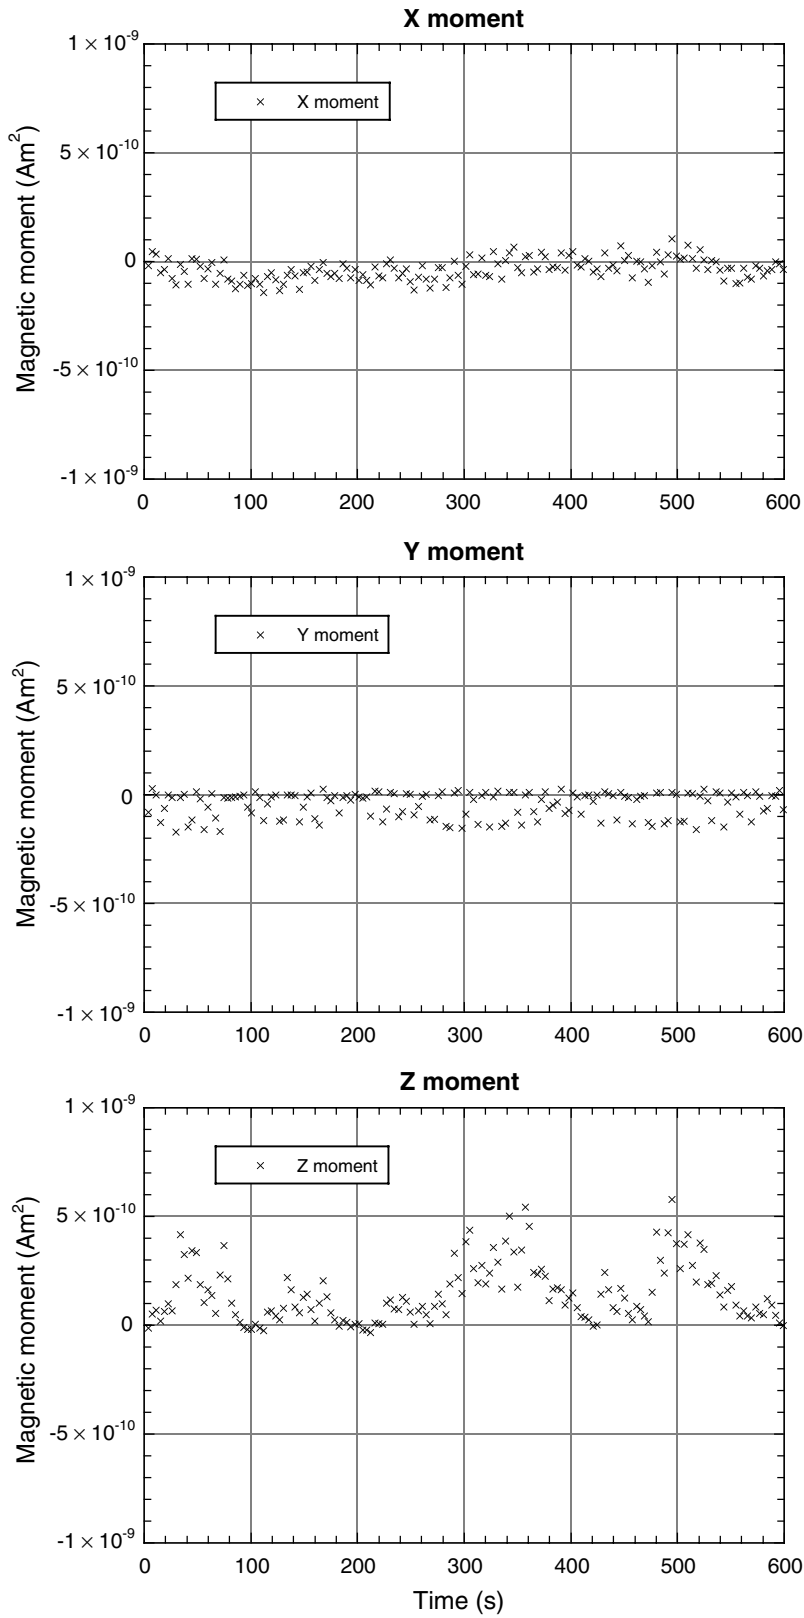 X moment
1 × 10⁻⁹
× X moment
5 × 10⁻¹⁰
0
-5 × 10⁻¹⁰
-1 × 10⁻⁹
Magnetic moment (Am²)
0 100 200 300 400 500 600
Y moment
1 × 10⁻⁹
× Y moment
5 × 10⁻¹⁰
0
-5 × 10⁻¹⁰
-1 × 10⁻⁹
Magnetic moment (Am²)
0 100 200 300 400 500 600
Z moment
1 × 10⁻⁹
× Z moment
5 × 10⁻¹⁰
0
-5 × 10⁻¹⁰
-1 × 10⁻⁹
Magnetic moment (Am²)
0 100 200 300 400 500 600
Time (s)